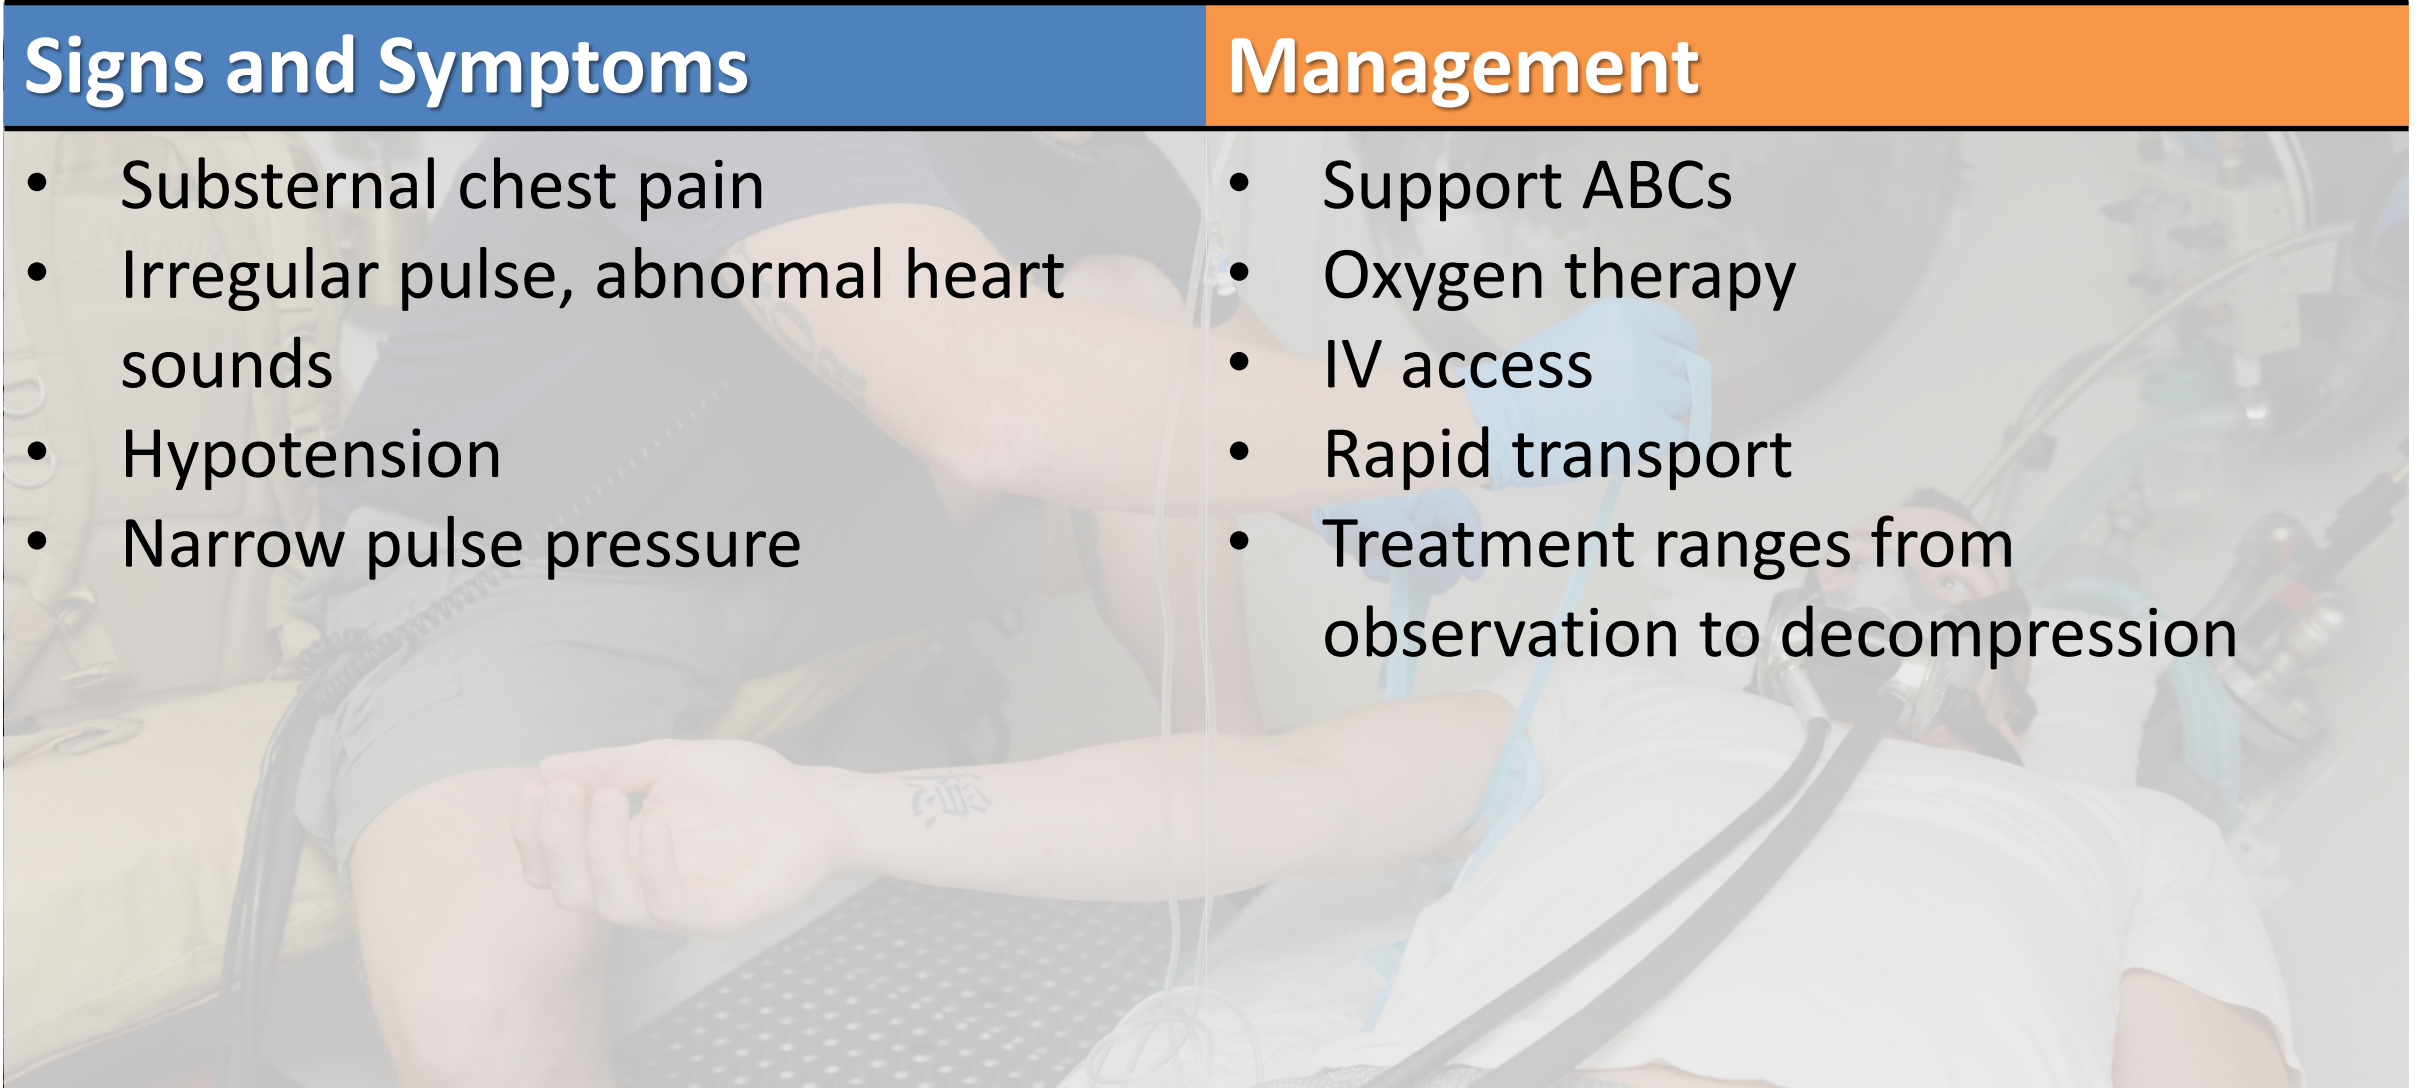 Signs and Symptoms
• Substernal chest pain
• Irregular pulse, abnormal heart
sounds
• Hypotension
• Narrow pulse pressure
Management
• Support ABCs
• Oxygen therapy
• IV access
• Rapid transport
• Treatment ranges from
observation to decompression